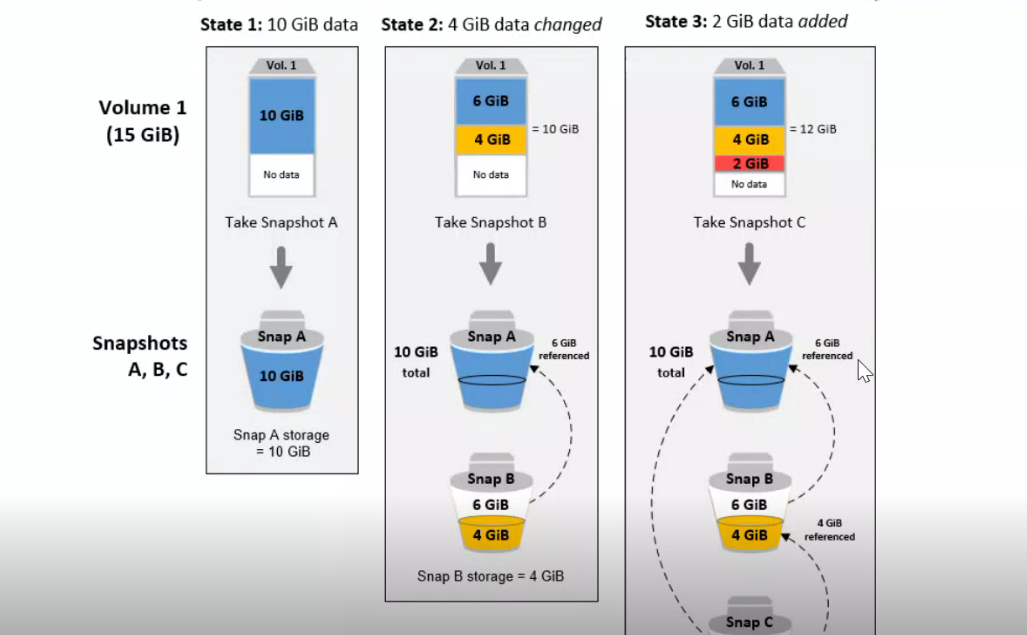 State 1: 10 GiB data
State 2: 4 GiB data changed
State 3: 2 GiB data added
Volume 1
(15 GiB)
Vol. 1
10 GiB
No data
Take Snapshot A
Vol. 1
6 GiB
4 GiB
= 10 GiB
No data
Take Snapshot B
Vol. 1
6 GiB
4 GiB
= 12 GiB
2 GiB
No data
Take Snapshot C
Snapshots
A, B, C
Snap A
10 GiB
Snap A storage
= 10 GiB
10 GiB
total
Snap A
6 GiB
referenced
Snap B
6 GiB
4 GiB
Snap B storage = 4 GiB
10 GiB
total
Snap A
6 GiB
referenced
Snap B
6 GiB
4 GiB
4 GiB
referenced
Snap C